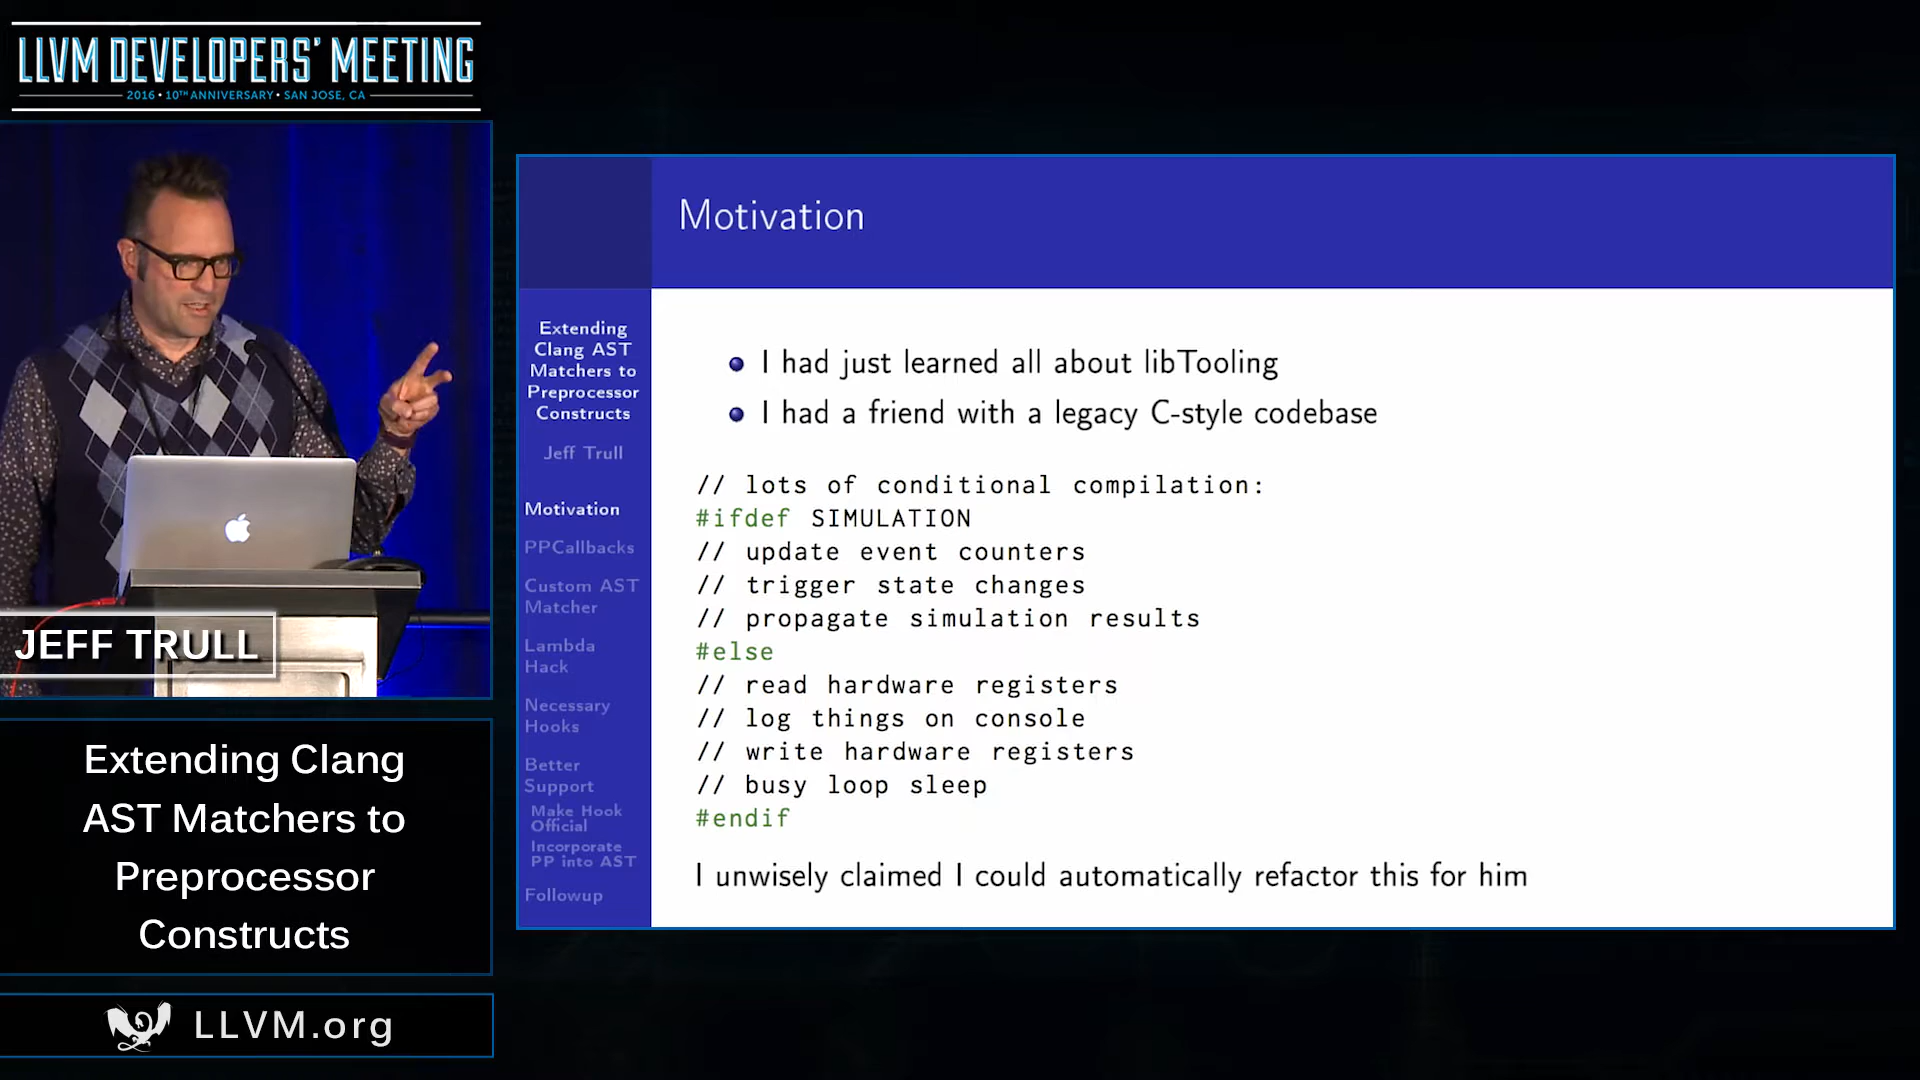 LLVM DEVELOPERS' MEETING
2016 • 10TH ANNIVERSARY • SAN JOSE, CA
JEFF TRULL
Extending Clang
AST Matchers to
Preprocessor
Constructs
LLVM.org
Motivation
Extending
Clang AST
Matchers to
Preprocessor
Constructs
Jeff Trull
Motivation
PPCallbacks
Custom AST
Matcher
Lambda
Hack
Necessary
Hooks
Better
Support
Make Hook
Official
Incorporate
PP into AST
Followup
I had just learned all about libTooling
I had a friend with a legacy C-style codebase
// lots of conditional compilation:
#ifdef SIMULATION
// update event counters
// trigger state changes
// propagate simulation results
#else
// read hardware registers
// log things on console
// write hardware registers
// busy loop sleep
#endif
I unwisely claimed I could automatically refactor this for him